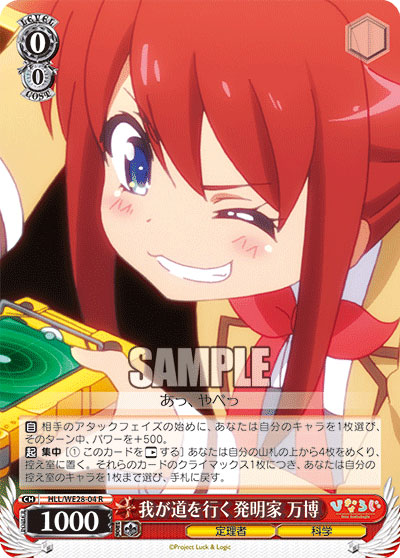 LEVEL
0
0
COST
SAMPLE
あっ、やべっ
自 相手のアタックフェイズの始めに、あなたは自分のキャラを1枚選び、
そのターン中、パワーを+500。
起 集中 [① このカードを する] あなたは自分の山札の上から4枚をめくり、
控え室に置く。それらのカードのクライマックス1枚につき、あなたは自分の控え室のキャラを1枚まで選び、手札に戻す。
CH HLL/WE28-04 R
1000
我が道を行く発明家 万博
ひなろじ
定理者
科学
©Project Luck & Logic